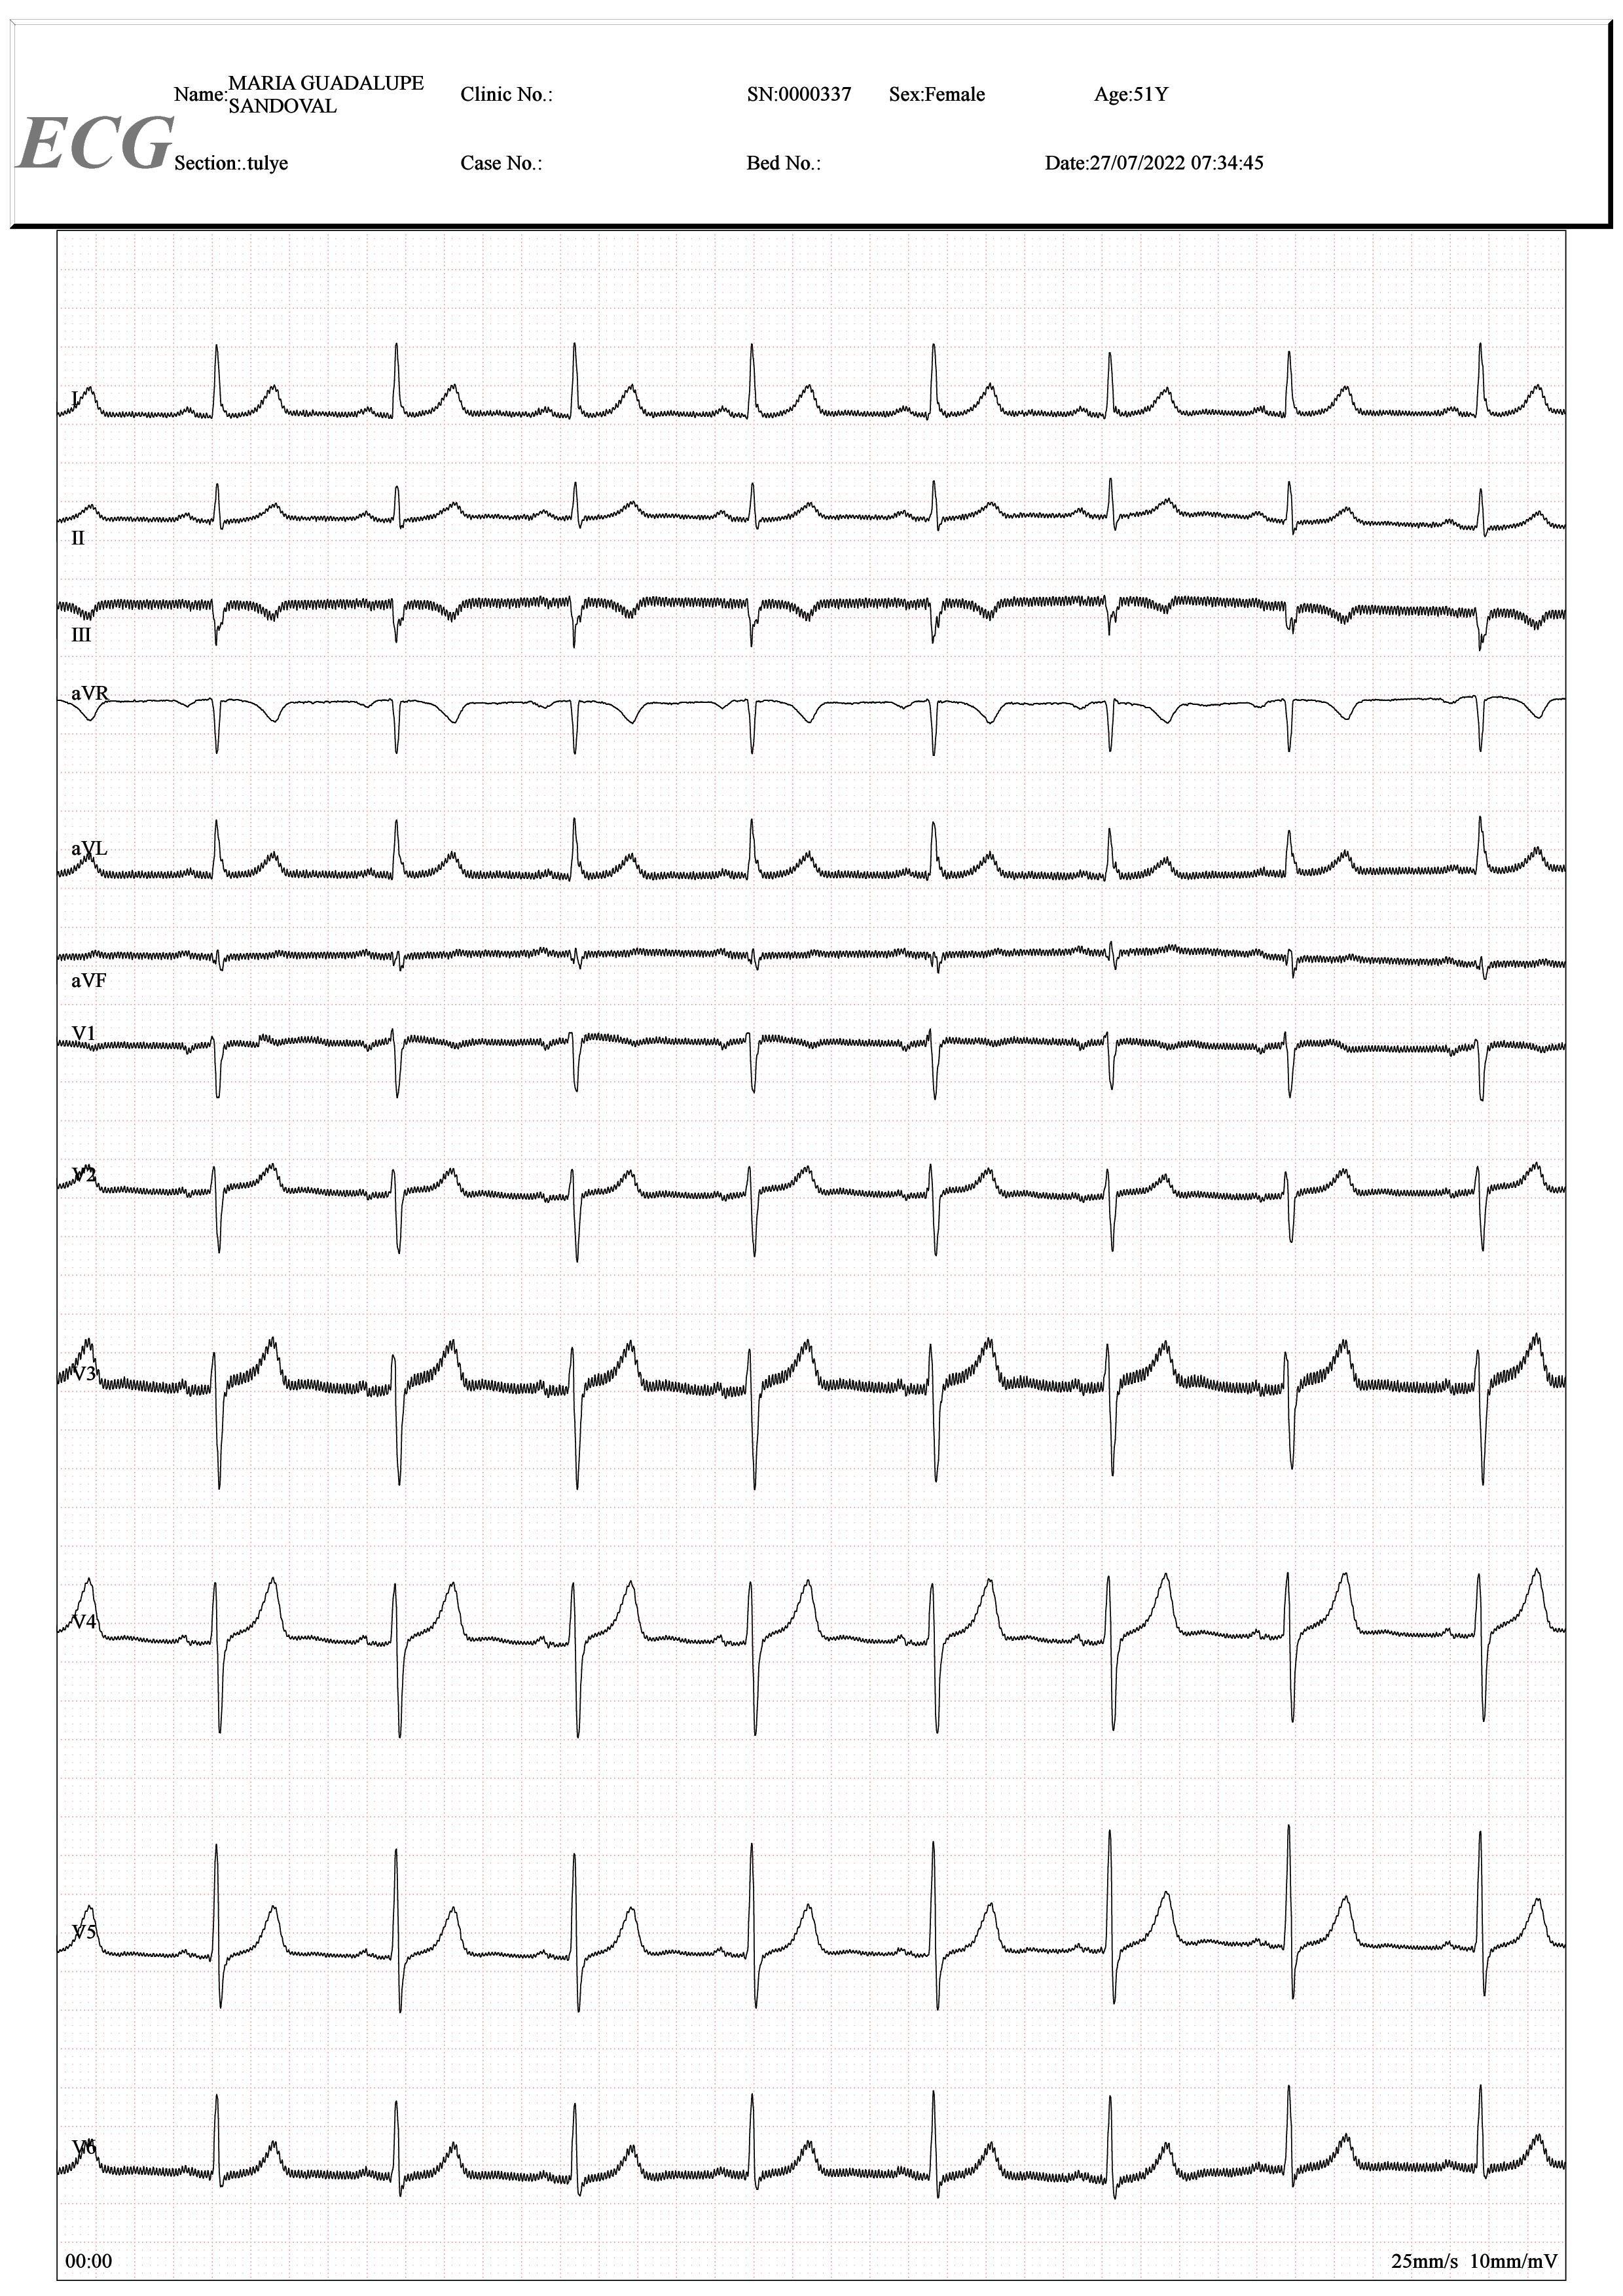 Name:MARIA GUADALUPE SANDOVAL Clinic No.: SN:0000337 Sex:Female Age:51Y
ECG
Section:.tulye Case No.: Bed No.: Date:27/07/2022 07:34:45
I
II
III
aVR
aVL
aVF
V1
V2
V3
V4
V5
V6
00:00 25mm/s 10mm/mV